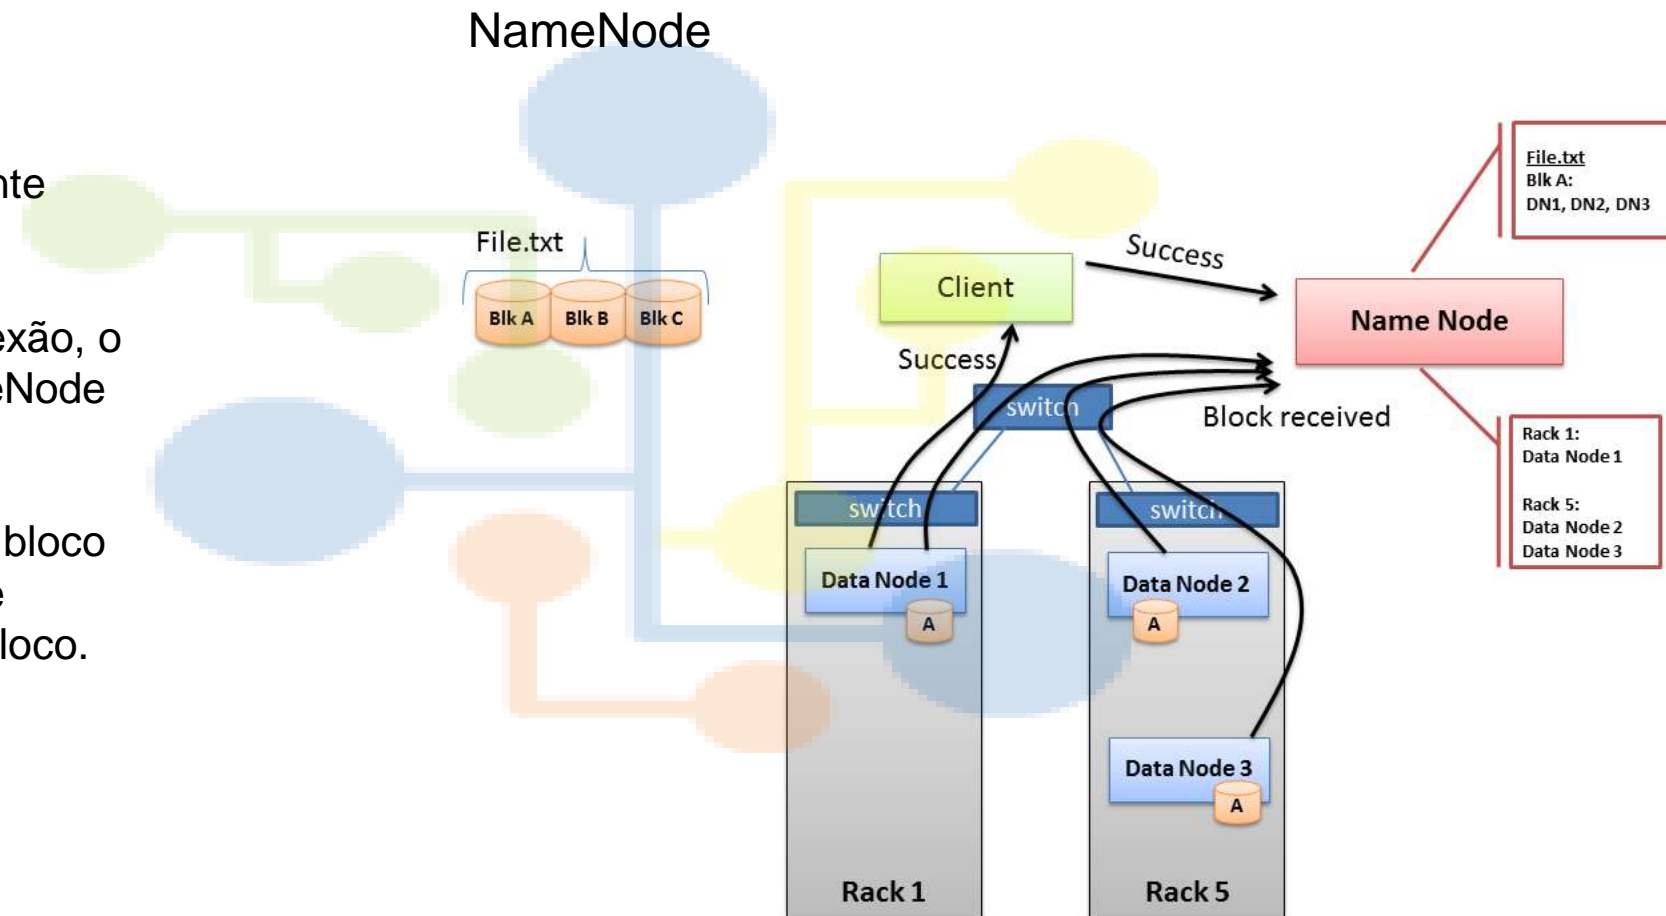 NameNode
exão, o
eNode
bloco
loco.
File.txt
Blk A
Blk B
Blk C
Client
Success
Name Node
File.txt
Blk A:
DN1, DN2, DN3
Success
switch
Block received
Rack 1:
Data Node 1
Rack 5:
Data Node 2
Data Node 3
switch
switch
Data Node 1
A
Data Node 2
A
Data Node 3
A
Rack 1
Rack 5